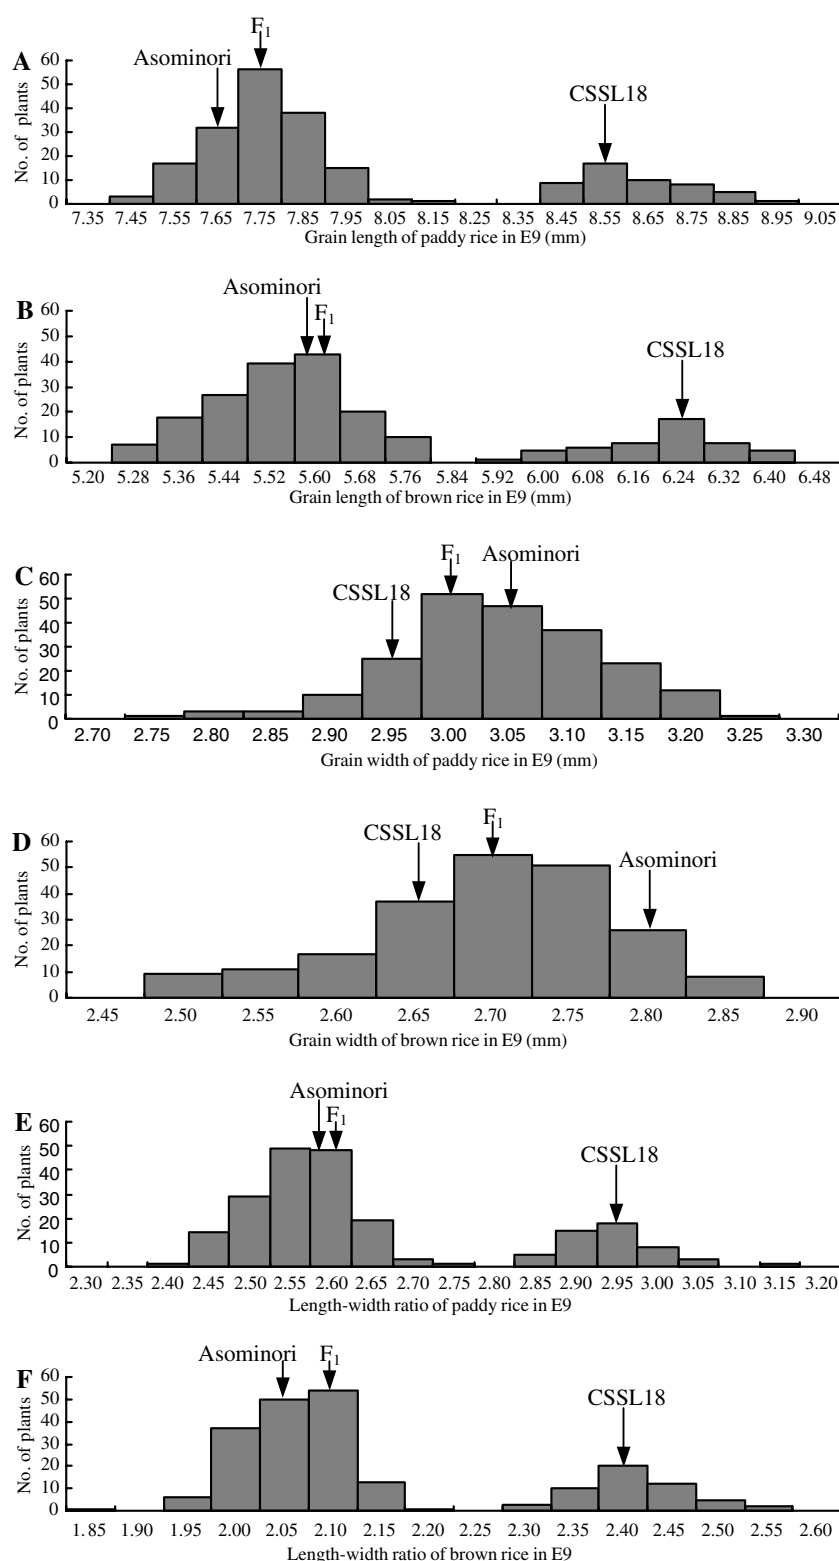 F1
Asominori
A
CSSL18
No. of plants
60
50
40
30
20
10
0
7.35 7.45 7.55 7.65 7.75 7.85 7.95 8.05 8.15 8.25 8.35 8.45 8.55 8.65 8.75 8.85 8.95 9.05
Grain length of paddy rice in E9 (mm)
Asominori
B
F1
CSSL18
No. of plants
60
50
40
30
20
10
0
5.20 5.28 5.36 5.44 5.52 5.60 5.68 5.76 5.84 5.92 6.00 6.08 6.16 6.24 6.32 6.40 6.48
Grain length of brown rice in E9 (mm)
F1 Asominori
C
CSSL18
No. of plants
60
50
40
30
20
10
0
2.70 2.75 2.80 2.85 2.90 2.95 3.00 3.05 3.10 3.15 3.20 3.25 3.30
Grain width of paddy rice in E9 (mm)
F1
D
CSSL18
Asominori
No. of plants
60
50
40
30
20
10
0
2.45 2.50 2.55 2.60 2.65 2.70 2.75 2.80 2.85 2.90
Grain width of brown rice in E9 (mm)
Asominori
E
F1
CSSL18
No. of plants
60
50
40
30
20
10
0
2.30 2.35 2.40 2.45 2.50 2.55 2.60 2.65 2.70 2.75 2.80 2.85 2.90 2.95 3.00 3.05 3.10 3.15 3.20
Length-width ratio of paddy rice in E9
Asominori F1
F
CSSL18
No. of plants
60
50
40
30
20
10
0
1.85 1.90 1.95 2.00 2.05 2.10 2.15 2.20 2.25 2.30 2.35 2.40 2.45 2.50 2.55 2.60
Length-width ratio of brown rice in E9